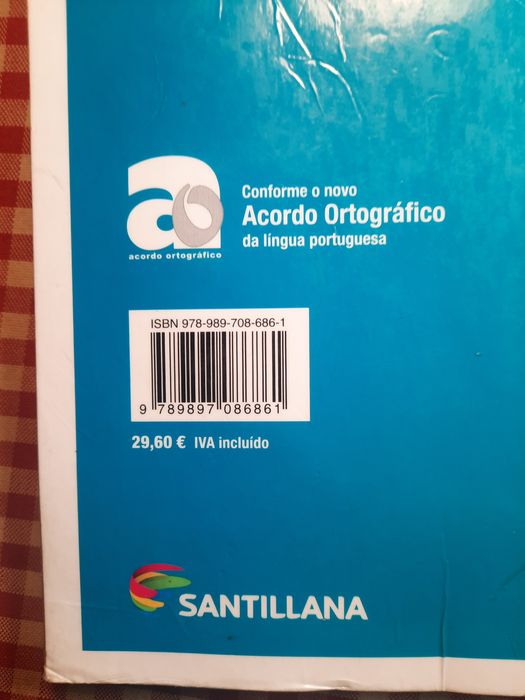 Conforme o novo
Acordo Ortográfico
da língua portuguesa
acordo ortográfico
ISBN 978-989-708-686-1
9 789897 086861
29,60 € IVA incluído
SANTILLANA